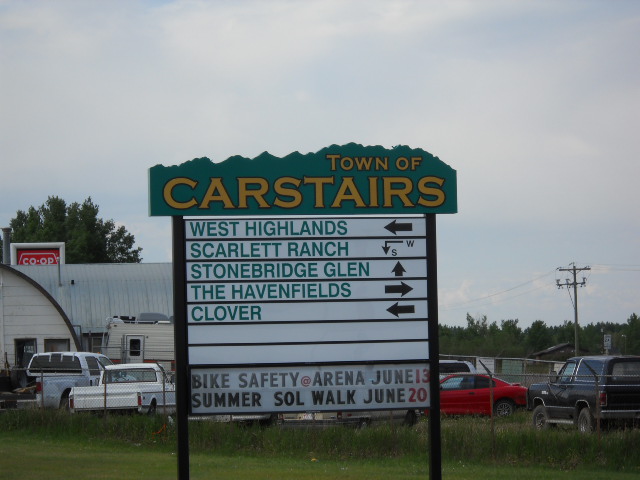 TOWN OF
CARSTAIRS
WEST HIGHLANDS
SCARLETT RANCH W S
STONEBRIDGE GLEN
THE HAVENFIELDS
CLOVER
BIKE SAFETY @ ARENA JUNE 13
SUMMER SOL WALK JUNE 20
CO-OP